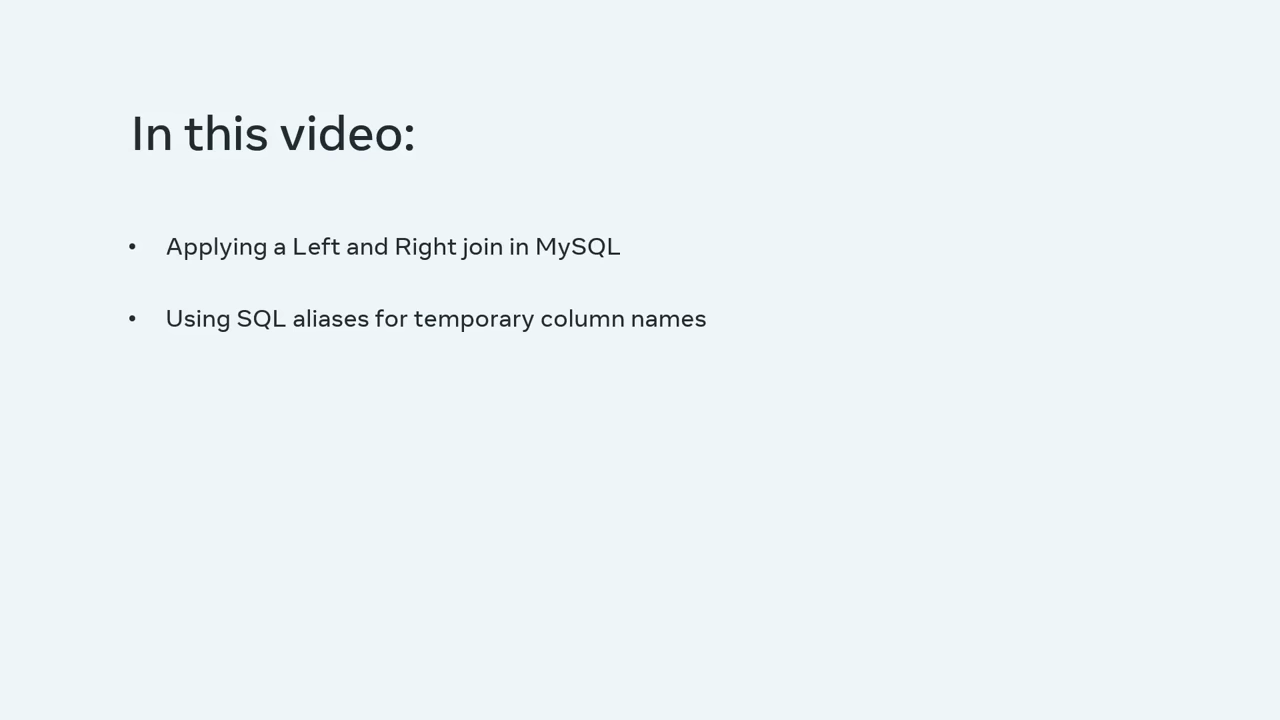 In this video:
• Applying a Left and Right join in MySQL
• Using SQL aliases for temporary column names